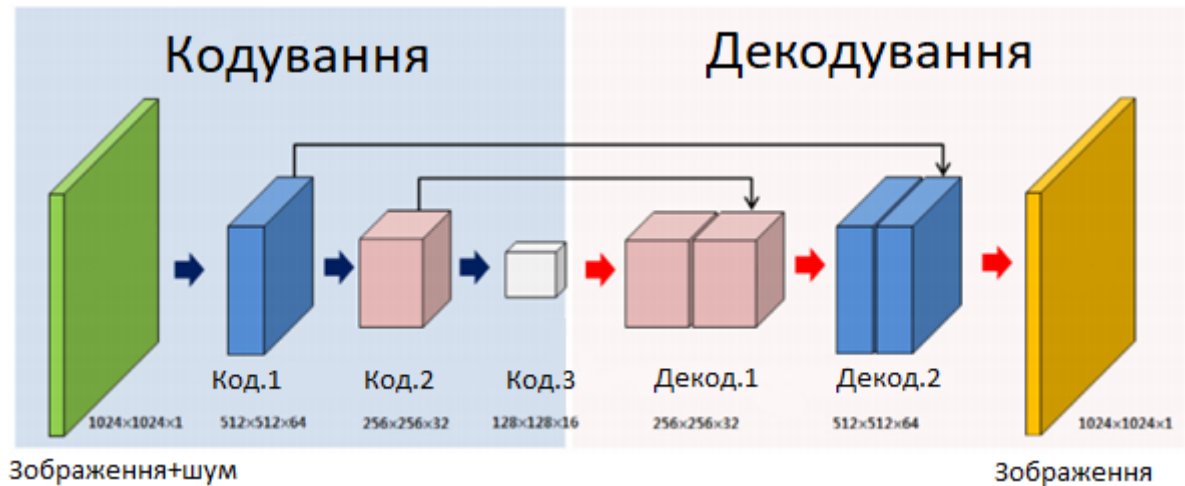 Кодування
Декодування
Код.1
Код.2
Код.3
Декод.1
Декод.2
1024×1024×1
512×512×64
256×256×32
128×128×16
256×256×32
512×512×64
1024×1024×1
Зображення+шум
Зображення